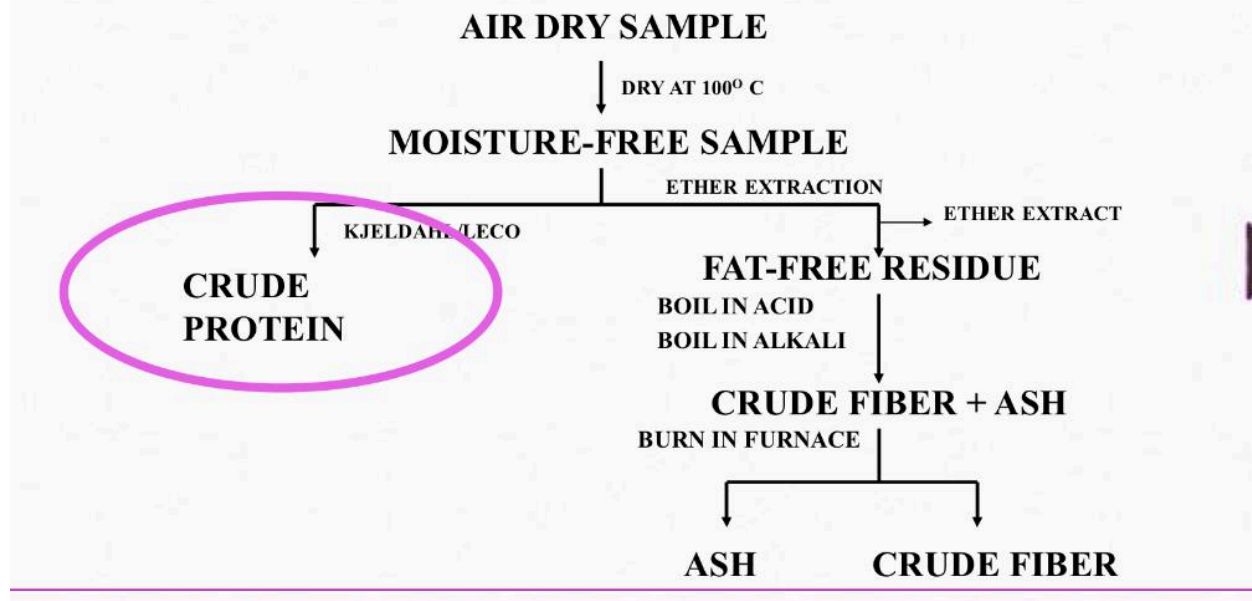 AIR DRY SAMPLE
DRY AT 100⁰ C
MOISTURE-FREE SAMPLE
ETHER EXTRACTION
ETHER EXTRACT
KJELDAHL/LECO
FAT-FREE RESIDUE
CRUDE
PROTEIN
BOIL IN ACID
BOIL IN ALKALI
CRUDE FIBER + ASH
BURN IN FURNACE
ASH
CRUDE FIBER